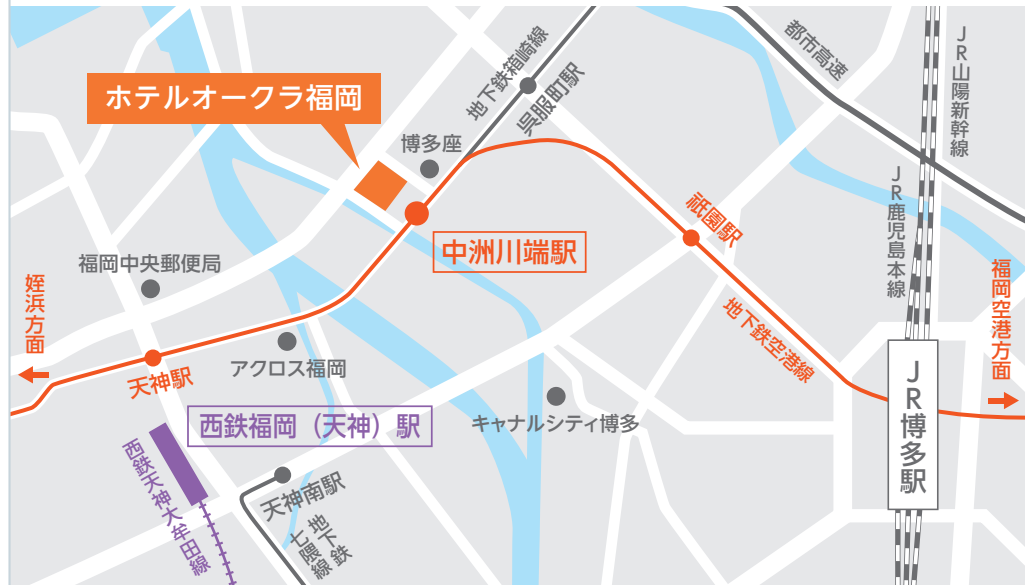 ホテルオークラ福岡
地下鉄箱崎線
呉服町駅
都市高速
JR山陽新幹線
博多座
JR鹿児島本線
祇園駅
中洲川端駅
福岡中央郵便局
姪浜方面
福岡空港方面
地下鉄空港線
アクロス福岡
天神駅
JR博多駅
西鉄福岡（天神）駅
キャナルシティ博多
西鉄天神大牟田線
天神南駅
地下鉄
七隈線